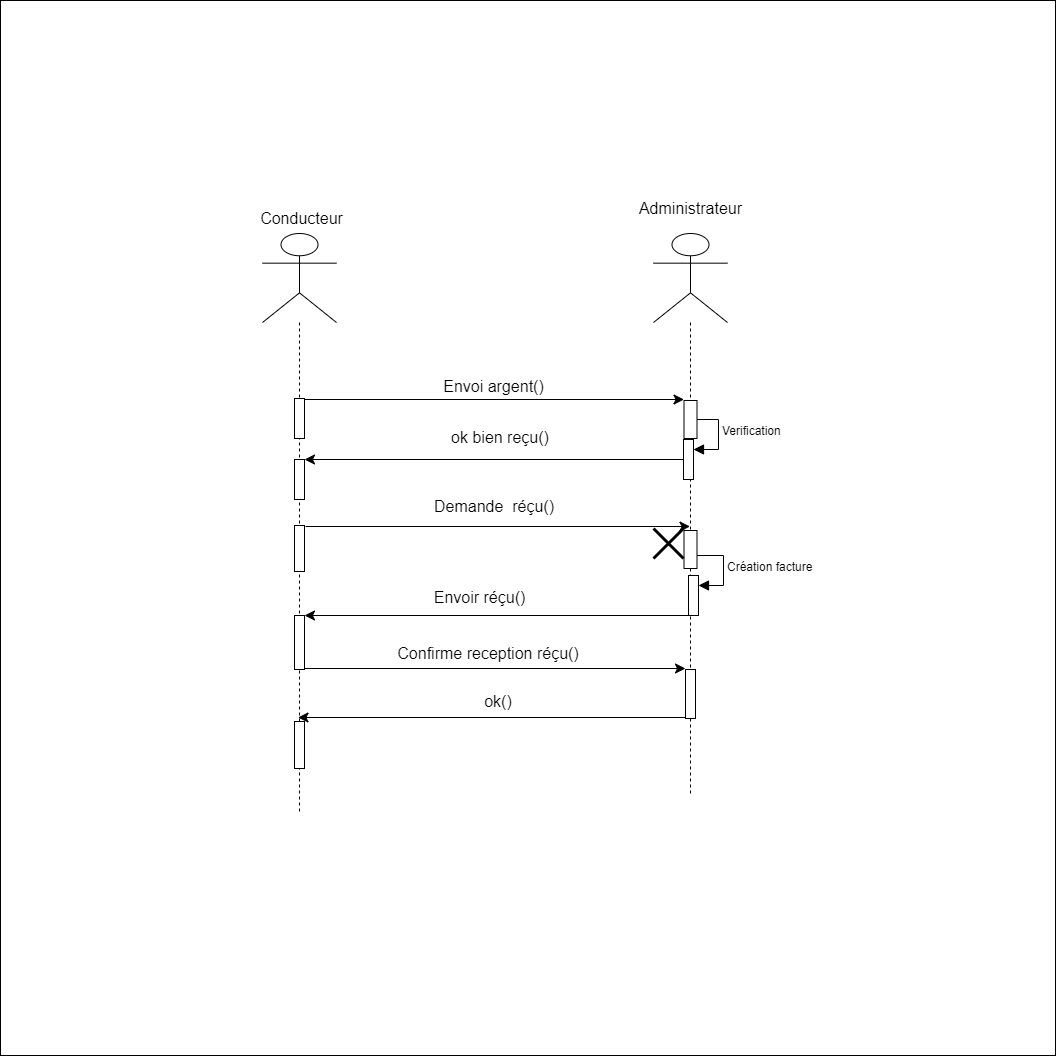 Conducteur
Administrateur
Envoi argent()
Verification
ok bien reçu()
Demande  réçu()
Création facture
Envoir réçu()
Confirme reception réçu()
ok()